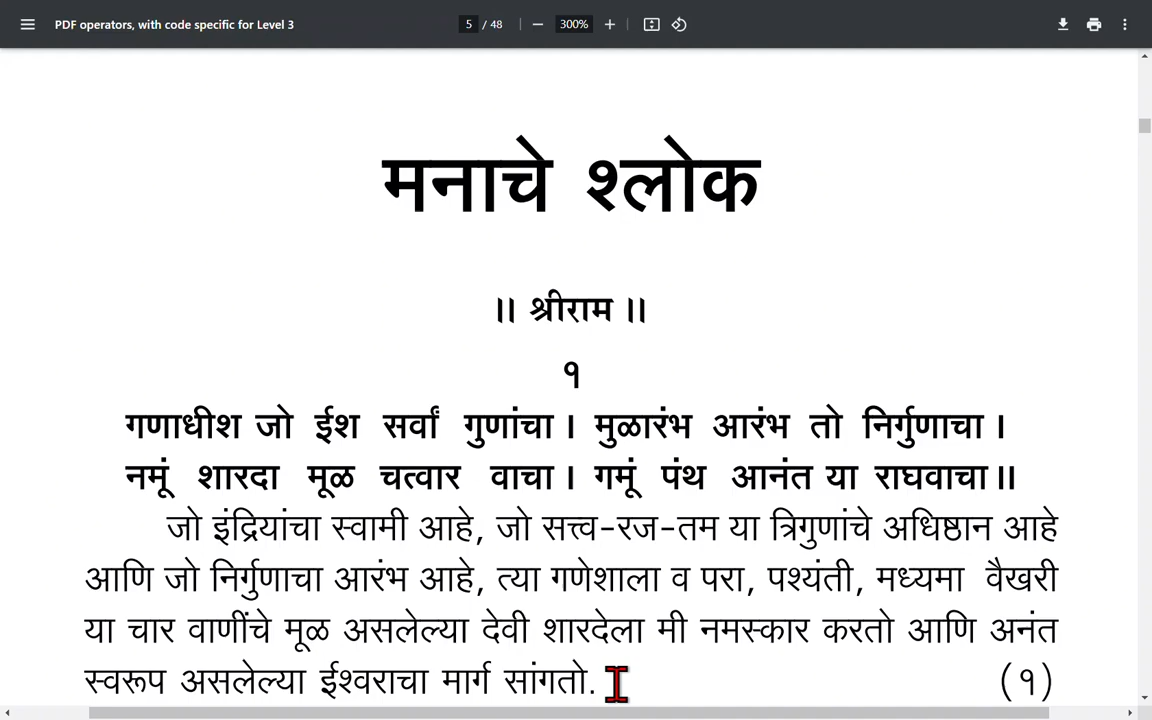 PDF operators, with code specific for Level 3 5 / 48 300%
मनाचे श्लोक
॥ श्रीराम ॥
१
गणाधीश जो ईश सर्वां गुणांचा । मुळारंभ आरंभ तो निर्गुणाचा ।
नमूं शारदा मूळ चत्वार वाचा । गमूं पंथ आनंत या राघवाचा ॥
जो इंद्रियांचा स्वामी आहे, जो सत्त्व-रज-तम या त्रिगुणांचे अधिष्ठान आहे
आणि जो निर्गुणाचा आरंभ आहे, त्या गणेशाला व परा, पश्यंती, मध्यमा वैखरी
या चार वाणींचे मूळ असलेल्या देवी शारदेला मी नमस्कार करतो आणि अनंत
स्वरूप असलेल्या ईश्वराचा मार्ग सांगतो. (१)